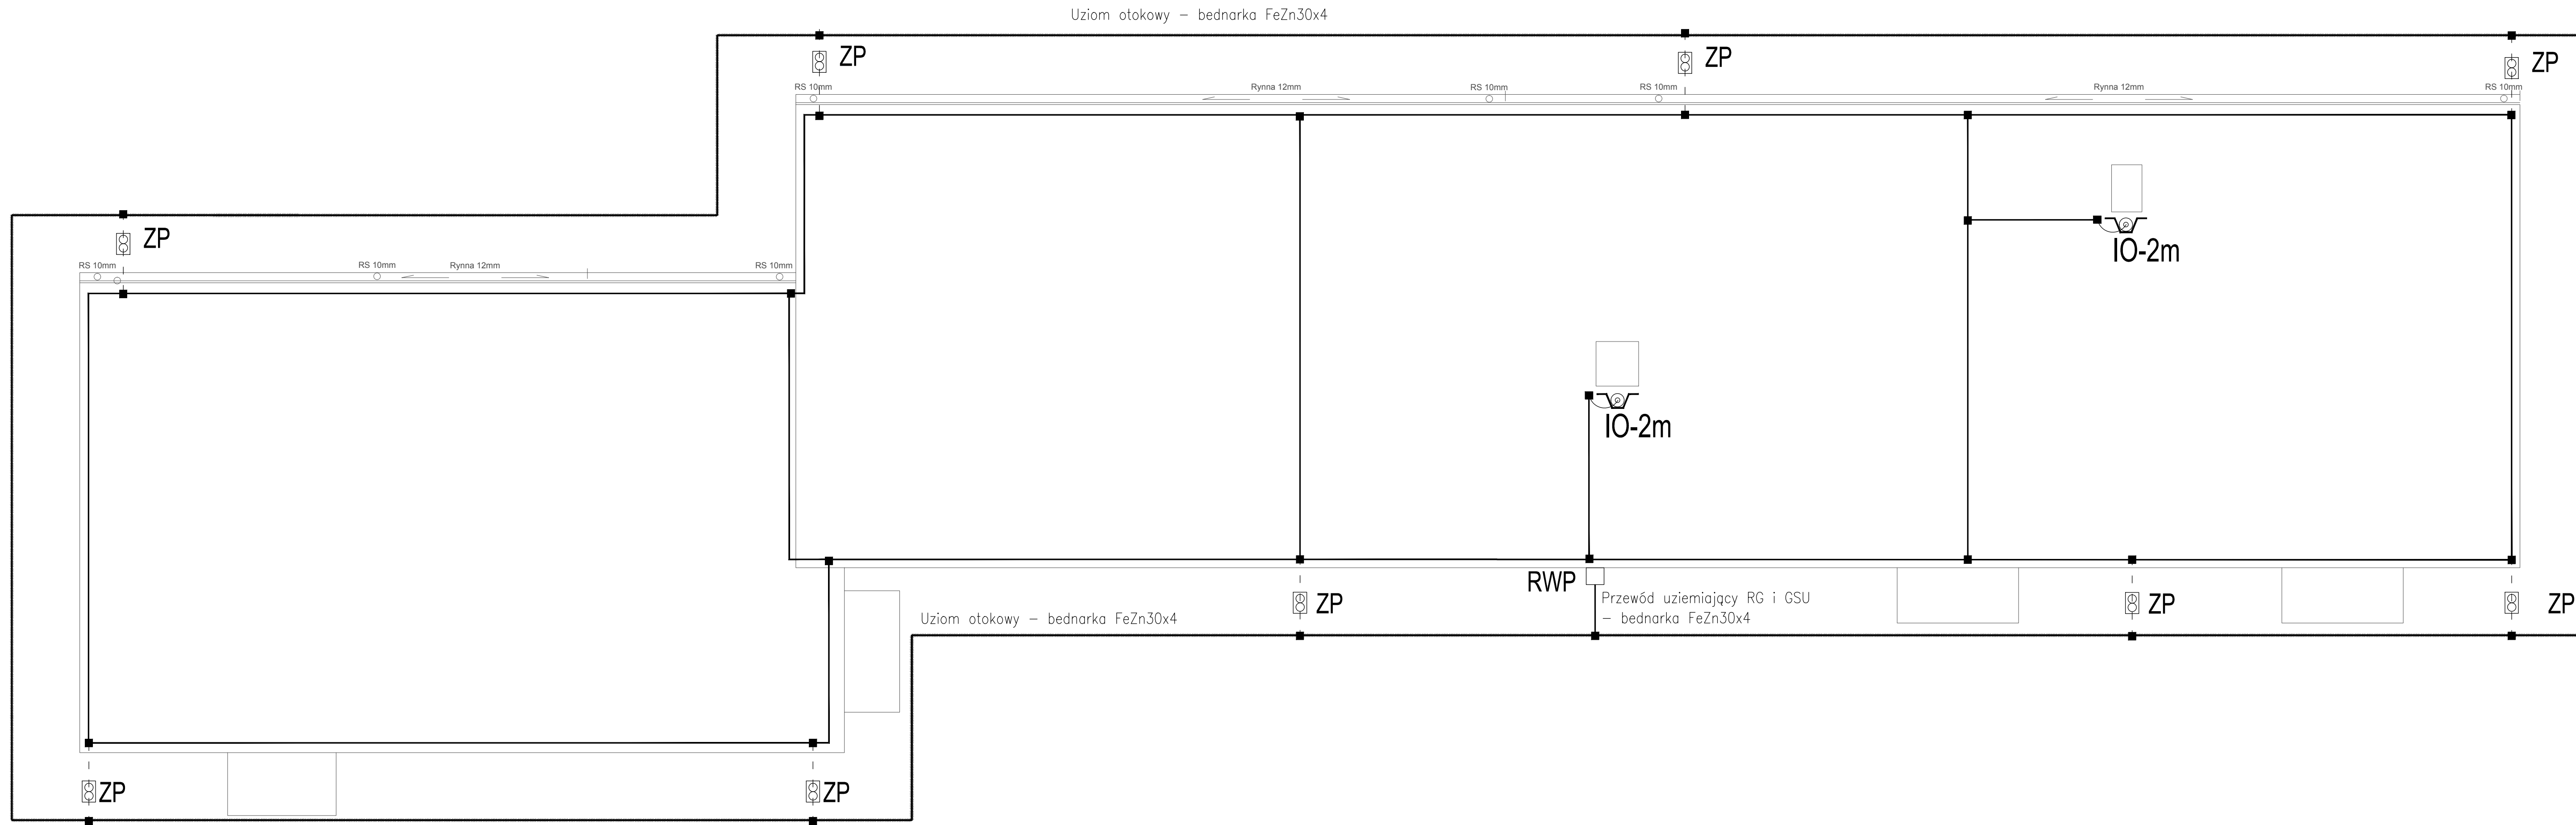 Uziom otokowy - bednarka FeZn30x4
ZP
ZP
ZP
RS 10mm
Rynna 12mm
RS 10mm
RS 10mm
Rynna 12mm
RS 10mm
ZP
IO-2m
RS 10mm
RS 10mm
Rynna 12mm
RS 10mm
IO-2m
RWP
Przewód uziemiający RG i GSU
- bednarka FeZn30x4
ZP
ZP
ZP
Uziom otokowy - bednarka FeZn30x4
ZP
ZP